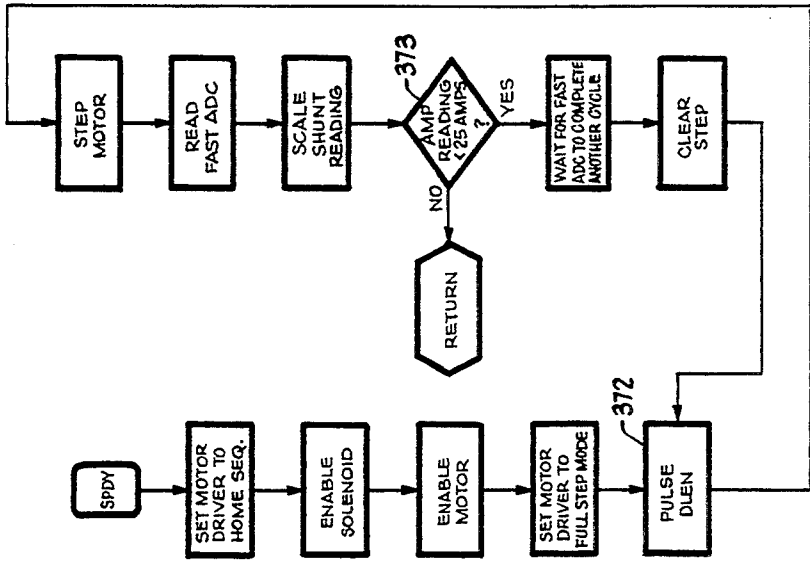 SPDY
SET MOTOR
DRIVER TO
HOME SEQ.
ENABLE
SOLENOID
ENABLE
MOTOR
SET MOTOR
DRIVER TO
FULL STEP MODE
372
PULSE
DLEN
STEP
MOTOR
READ
FAST ADC
SCALE
SHUNT
READING
373
AMP
READING
<25 AMPS
?
NO
YES
RETURN
WAIT FOR FAST
ADC TO COMPLETE
ANOTHER CYCLE.
CLEAR
STEP